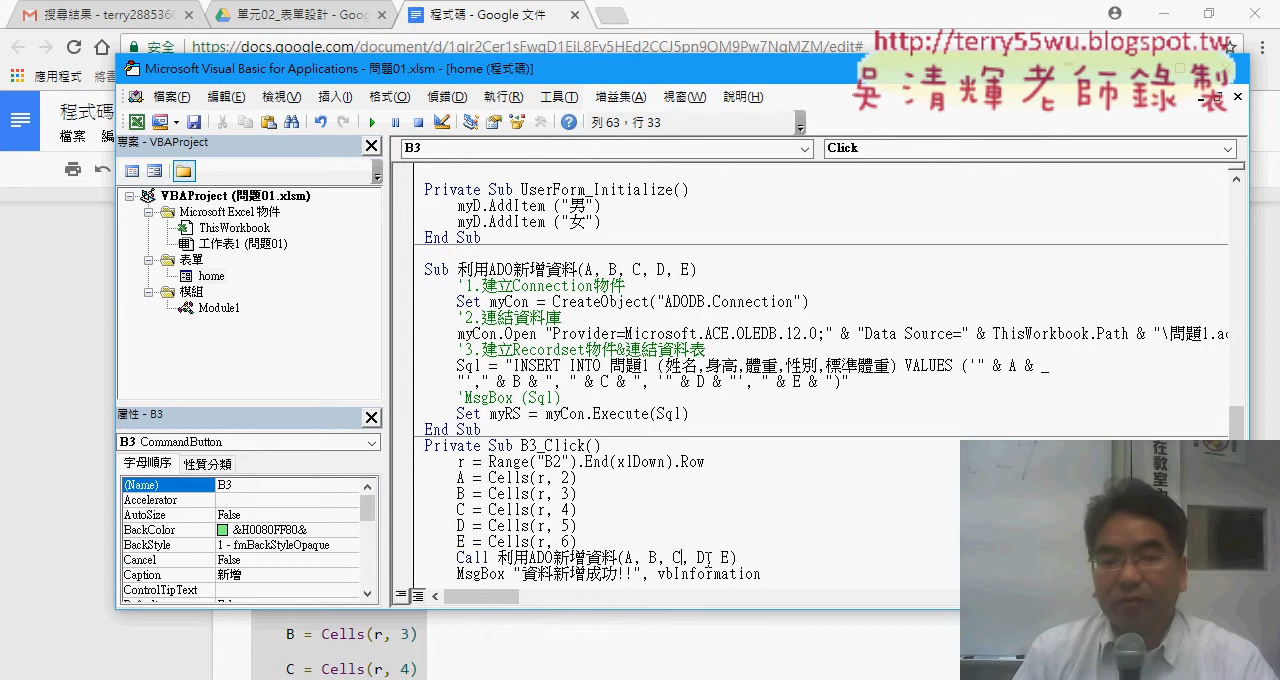 搜尋結果 - terry288536
單元02_表單設計 - Goog
程式碼 - Google 文件
安全
https://docs.google.com/document/d/1qIr2Cer1sFwqD1EiL8Fv5HEd2CCJ5pn9OM9Pw7NqMZM/edit#
http://terry55wu.blogspot.tw
吳清輝老師錄製
應用程式
Microsoft Visual Basic for Applications - 問題01.xlsm - [home (程式碼)]
程式碼
檔案
編
檔案(F) 編輯(E) 檢視(V) 插入(I) 格式(O) 偵錯(D) 執行(R) 工具(T) 增益集(A) 視窗(W) 說明(H)
列 63，行 33
專案 - VBAProject
B3
Click
VBAProject (問題01.xlsm)
Microsoft Excel 物件
ThisWorkbook
工作表1 (問題01)
表單
home
模組
Module1
屬性 - B3
B3 CommandButton
字母順序 性質分類
(Name) B3
Accelerator
AutoSize False
BackColor &H0080FF80&
BackStyle 1 - fmBackStyleOpaque
Cancel False
Caption 新增
ControlTipText
Private Sub UserForm_Initialize()
myD.AddItem ("男")
myD.AddItem ("女")
End Sub
Sub 利用ADO新增資料(A, B, C, D, E)
'1.建立Connection物件
Set myCon = CreateObject("ADODB.Connection")
'2.連結資料庫
myCon.Open "Provider=Microsoft.ACE.OLEDB.12.0;" & "Data Source=" & ThisWorkbook.Path & "\問題1.ac
'3.建立Recordset物件&連結資料表
Sql = "INSERT INTO 問題1 (姓名,身高,體重,性別,標準體重) VALUES ('" & A & _
"'," & B & ", " & C & ", '" & D & "', " & E & ")"
'MsgBox (Sql)
Set myRS = myCon.Execute(Sql)
End Sub
Private Sub B3_Click()
r = Range("B2").End(xlDown).Row
A = Cells(r, 2)
B = Cells(r, 3)
C = Cells(r, 4)
D = Cells(r, 5)
E = Cells(r, 6)
Call 利用ADO新增資料(A, B, C, D, E)
MsgBox "資料新增成功!!", vbInformation
B = Cells(r, 3)
C = Cells(r, 4)
在教室